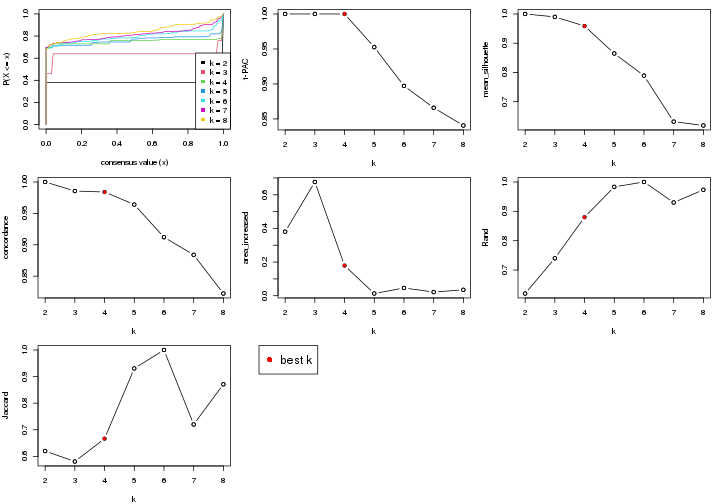 P(X <= x)
0.0 0.2 0.4 0.6 0.8 1.0
k = 2
k = 3
k = 4
k = 5
k = 6
k = 7
k = 8
0.0 0.2 0.4 0.6 0.8 1.0
consensus value (x)
1-PAC
0.85 0.90 0.95 1.00
2 3 4 5 6 7 8
k
mean_silhouette
0.7 0.8 0.9 1.0
2 3 4 5 6 7 8
k
concordance
0.85 0.90 0.95 1.00
2 3 4 5 6 7 8
k
area_increased
0.0 0.2 0.4 0.6
2 3 4 5 6 7 8
k
Rand
0.7 0.8 0.9 1.0
2 3 4 5 6 7 8
k
Jaccard
0.6 0.7 0.8 0.9 1.0
2 3 4 5 6 7 8
k
best k